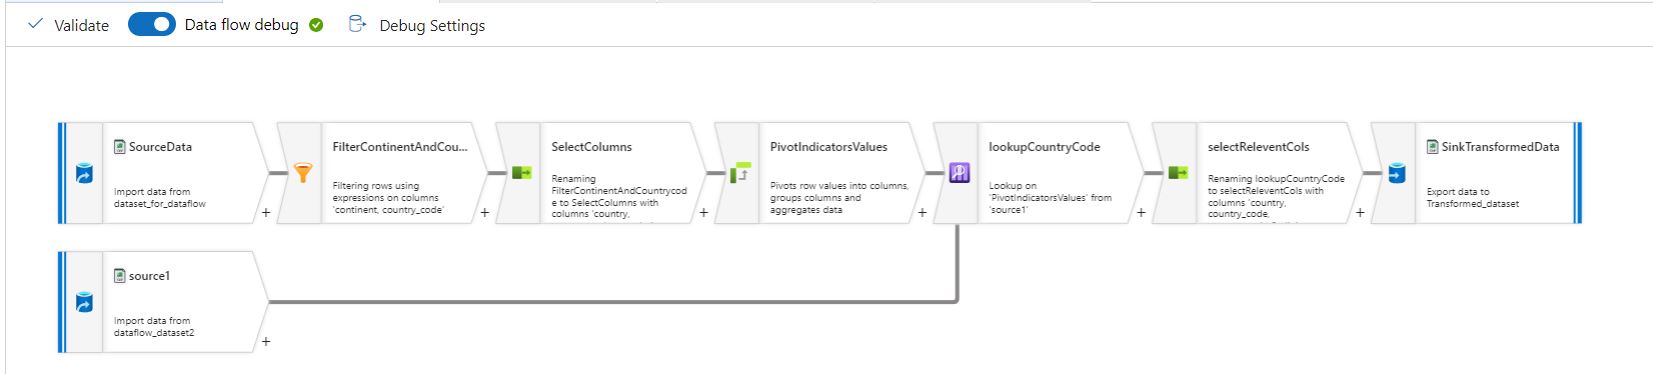 Validate
Data flow debug
Debug Settings
SourceData
Import data from
dataset_for_dataflow
+
FilterContinentAndCou...
Filtering rows using
expressions on columns
'continent, country_code'
+
SelectColumns
Renaming
FilterContinentAndCountrycod
e to SelectColumns with
columns 'country,
+
PivotIndicatorsValues
Pivots row values into columns,
groups columns and
aggregates data
+
lookupCountryCode
Lookup on
'PivotIndicatorsValues' from
'source1'
+
selectReleventCols
Renaming lookupCountryCode
to selectReleventCols with
columns 'country,
country_code,
+
SinkTransformedData
Export data to
Transformed_dataset
source1
Import data from
dataflow_dataset2
+